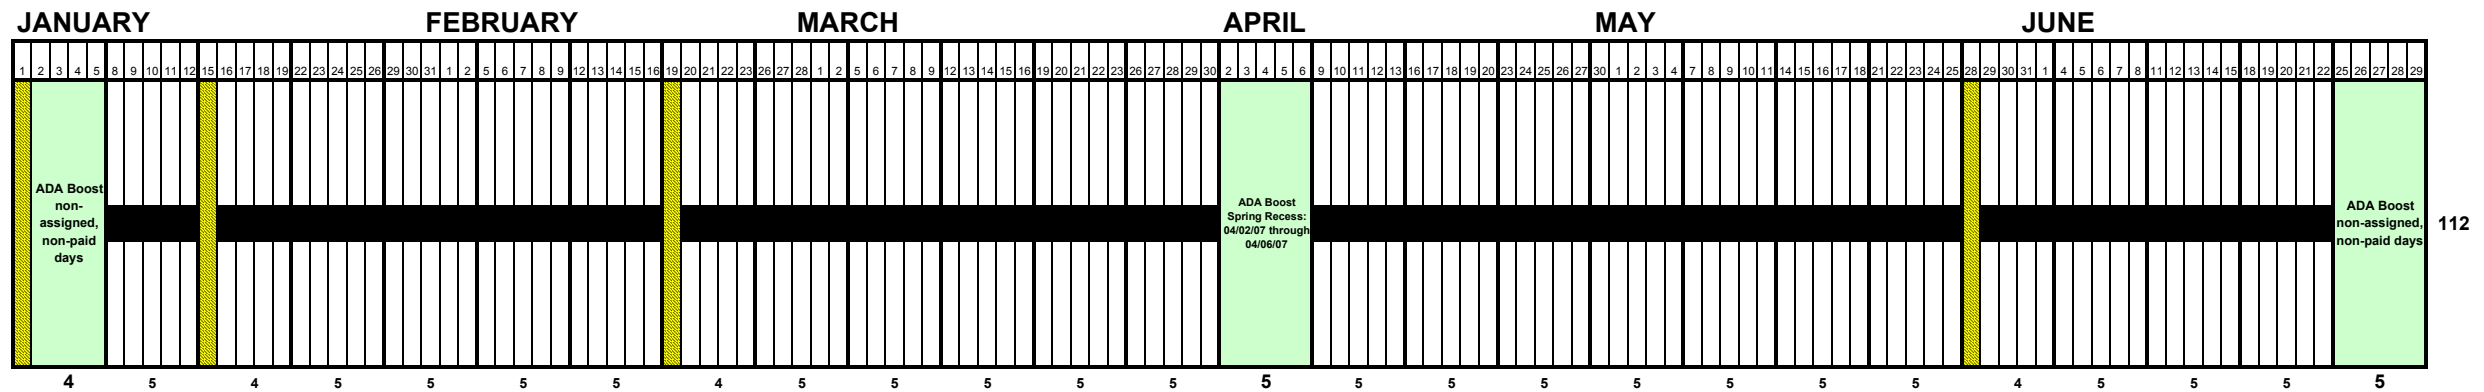 JANUARY FEBRUARY MARCH APRIL MAY JUNE
1 2 3 4 5 8 9 10 11 12 15 16 17 18 19 22 23 24 25 26 29 30 31 1 2 5 6 7 8 9 12 13 14 15 16 19 20 21 22 23 26 27 28 1 2 5 6 7 8 9 12 13 14 15 16 19 20 21 22 23 26 27 28 29 30 2 3 4 5 6 9 10 11 12 13 16 17 18 19 20 23 24 25 26 27 30 1 2 3 4 7 8 9 10 11 14 15 16 17 18 21 22 23 24 25 28 29 30 31 1 4 5 6 7 8 11 12 13 14 15 18 19 20 21 22 25 26 27 28 29
ADA Boost
non-
assigned,
non-paid
days
ADA Boost
Spring Recess:
04/02/07 through
04/06/07
ADA Boost
non-assigned,
non-paid days
112
4 5 4 5 5 5 5 4 5 5 5 5 5 5 5 5 5 5 5 5 5 4 5 5 5 5